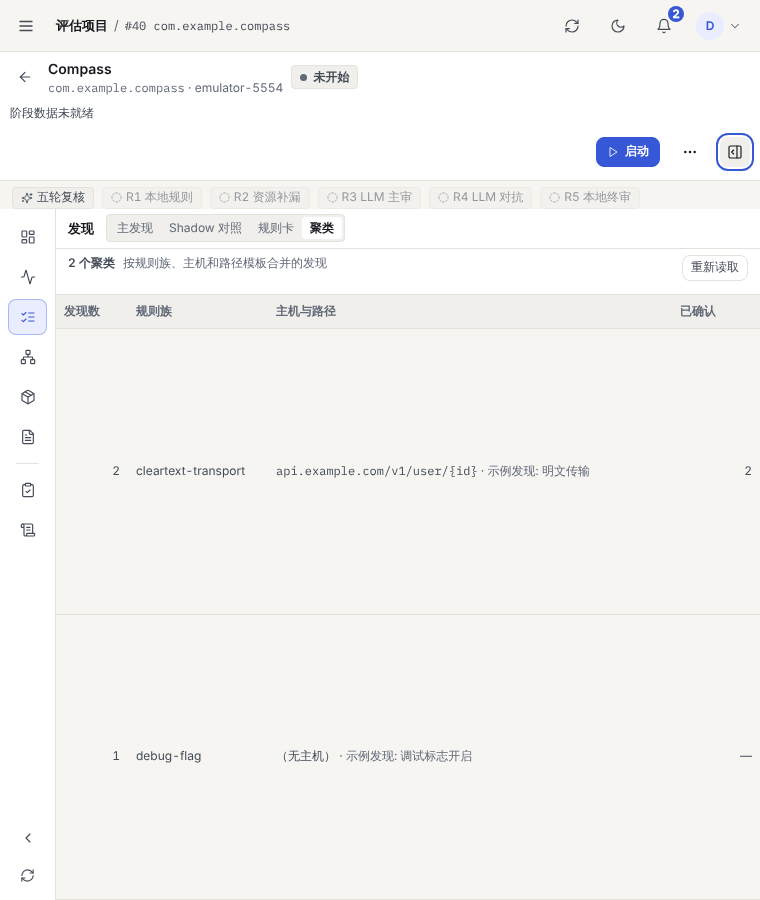 评估项目 / #40 com.example.compass
2
D
Compass
com.example.compass · emulator-5554
未开始
阶段数据未就绪
启动
五轮复核
R1 本地规则
R2 资源补漏
R3 LLM 主审
R4 LLM 对抗
R5 本地终审
发现
主发现
Shadow 对照
规则卡
聚类
2 个聚类 按规则族、主机和路径模板合并的发现
重新读取
发现数 规则族 主机与路径 已确认
2 cleartext-transport api.example.com/v1/user/{id} · 示例发现: 明文传输 2
1 debug-flag （无主机） · 示例发现: 调试标志开启 —